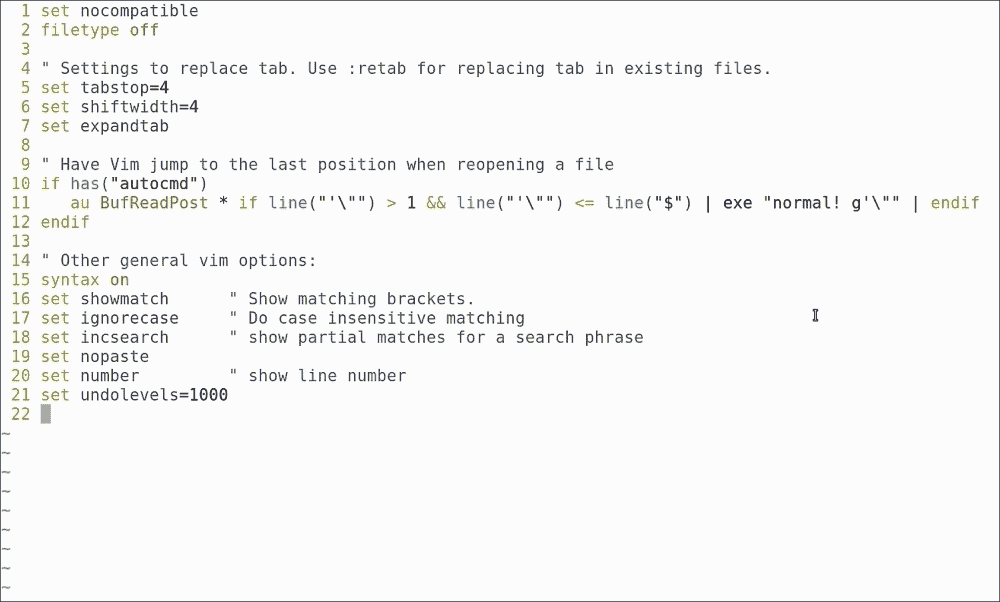 1 set nocompatible
2 filetype off
3
4 " Settings to replace tab. Use :retab for replacing tab in existing files.
5 set tabstop=4
6 set shiftwidth=4
7 set expandtab
8
9 " Have Vim jump to the last position when reopening a file
10 if has("autocmd")
11    au BufReadPost * if line("'\"") > 1 && line("'\"") <= line("$") | exe "normal! g'\"" | endif
12 endif
13
14 " Other general vim options:
15 syntax on
16 set showmatch      " Show matching brackets.
17 set ignorecase     " Do case insensitive matching
18 set incsearch      " show partial matches for a search phrase
19 set nopaste
20 set number         " show line number
21 set undolevels=1000
22
~
~
~
~
~
~
~
~
~